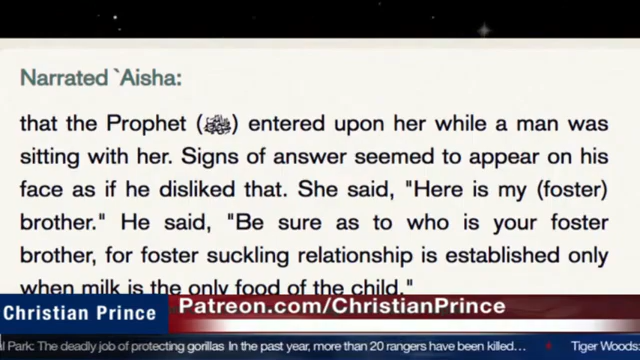 Narrated `Aisha:
that the Prophet (ﷺ) entered upon her while a man was
sitting with her. Signs of answer seemed to appear on his
face as if he disliked that. She said, "Here is my (foster)
brother." He said, "Be sure as to who is your foster
brother, for foster suckling relationship is established only
when milk is the only food of the child."
Christian Prince
Patreon.com/ChristianPrince
al Park: The deadly job of protecting gorillas In the past year, more than 20 rangers have been killed…
Tiger Woods: